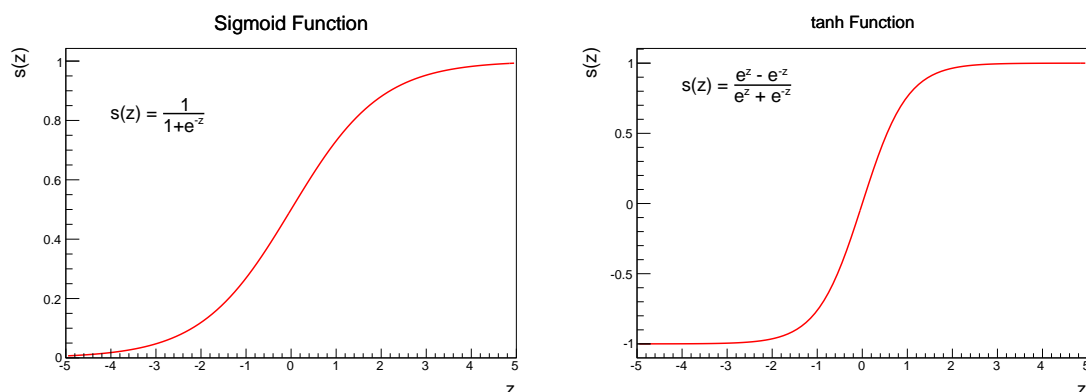 Sigmoid Function
s(z)
1
0.8
0.6
0.4
0.2
0
s(z) = 1 / 1+e^-z
-5 -4 -3 -2 -1 0 1 2 3 4 5
z
tanh Function
s(z)
1
0.5
0
-0.5
-1
s(z) = e^z - e^-z / e^z + e^-z
-5 -4 -3 -2 -1 0 1 2 3 4 5
z